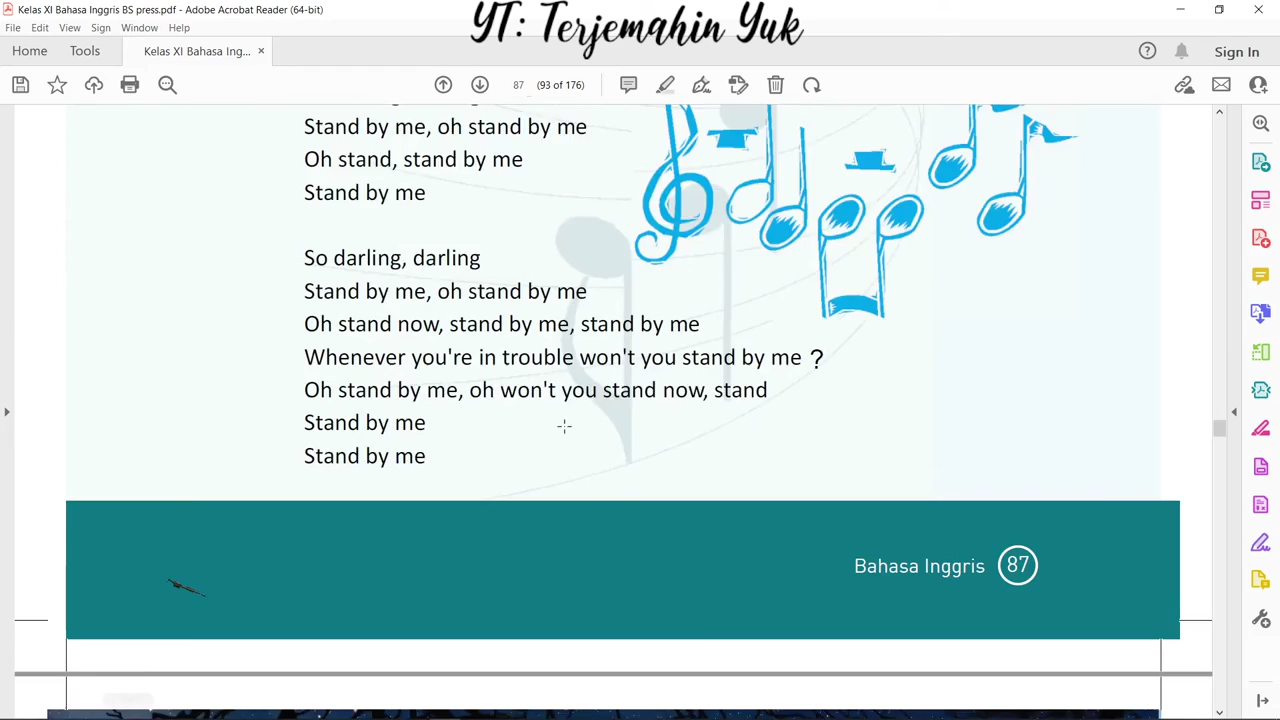 Kelas XI Bahasa Inggris BS press.pdf - Adobe Acrobat Reader (64-bit)
YT: Terjemahin Yuk
File Edit View Sign Window Help
Home Tools Kelas XI Bahasa Ing... × Sign In
87 (93 of 176)
Stand by me, oh stand by me
Oh stand, stand by me
Stand by me
So darling, darling
Stand by me, oh stand by me
Oh stand now, stand by me, stand by me
Whenever you're in trouble won't you stand by me ?
Oh stand by me, oh won't you stand now, stand
Stand by me
Stand by me
Bahasa Inggris 87